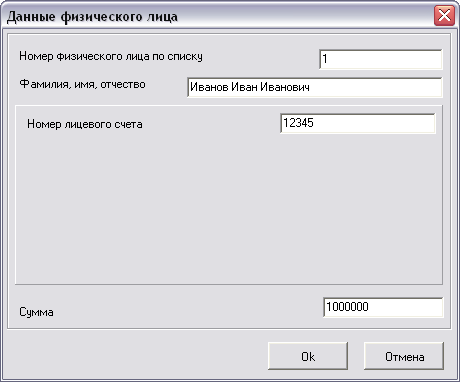 Данные физического лица
Номер физического лица по списку 1
Фамилия, имя, отчество Иванов Иван Иванович
Номер лицевого счета 12345
Сумма 1000000
Ok Отмена